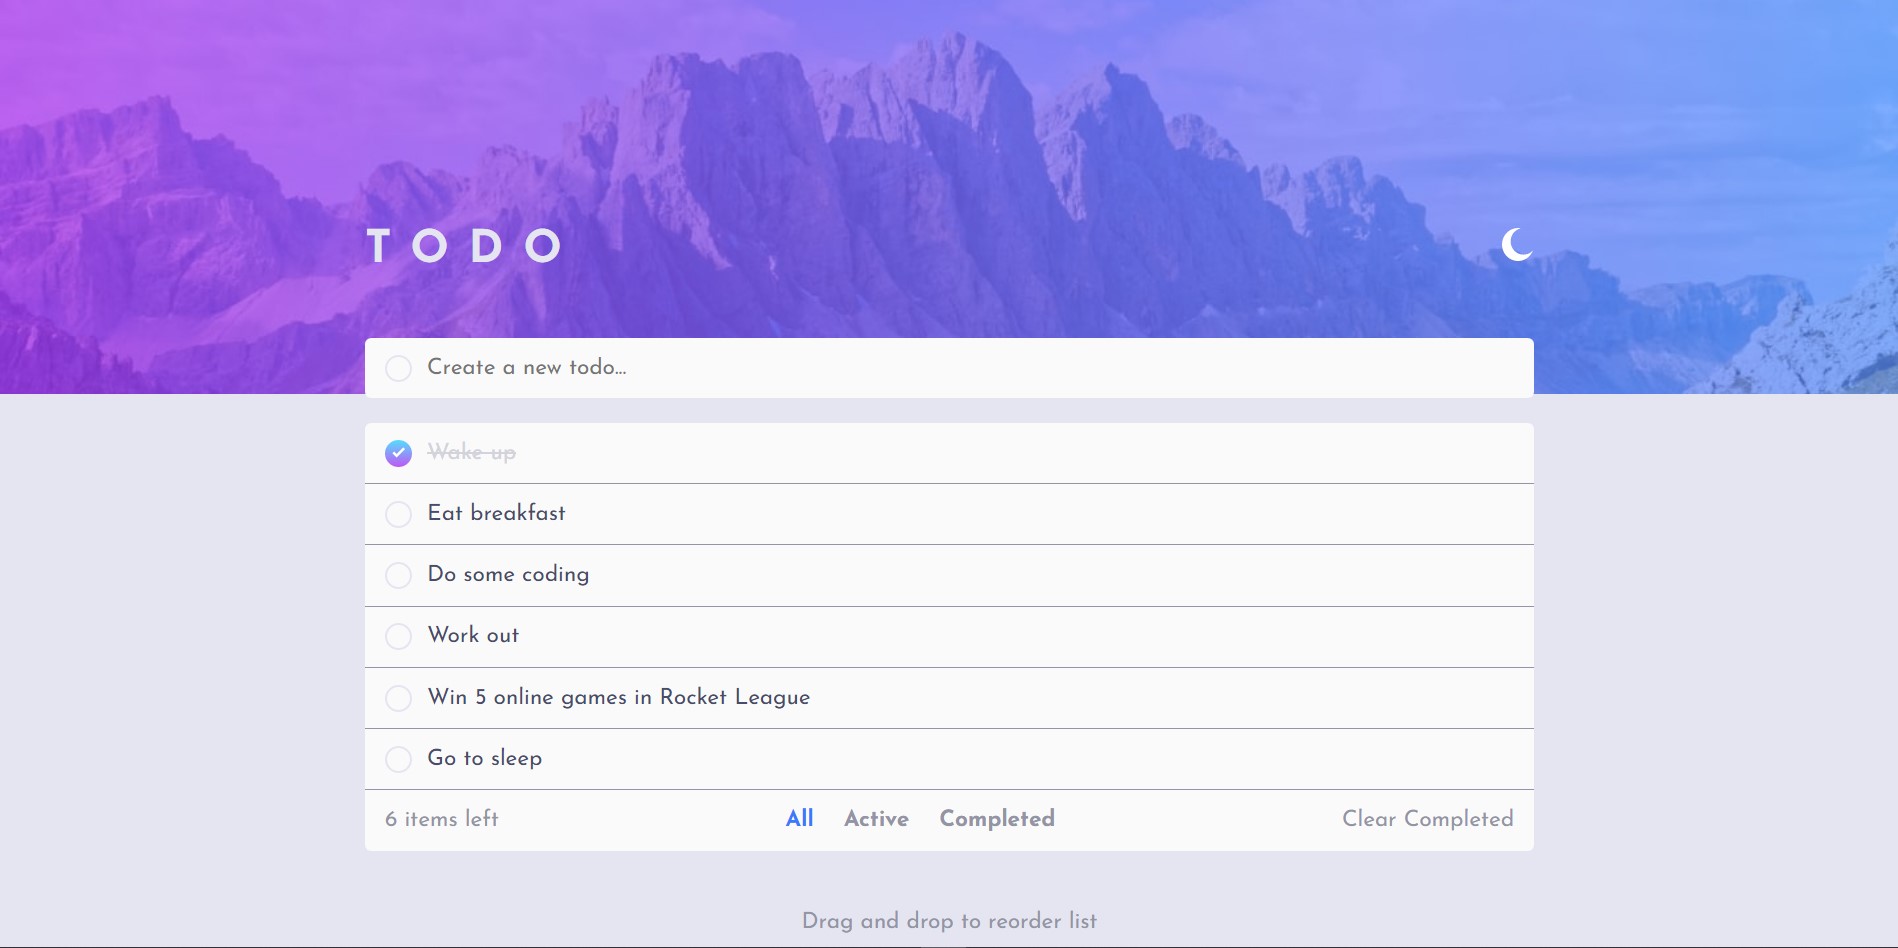 TODO
Create a new todo...
Wake up
Eat breakfast
Do some coding
Work out
Win 5 online games in Rocket League
Go to sleep
6 items left All Active Completed Clear Completed
Drag and drop to reorder list